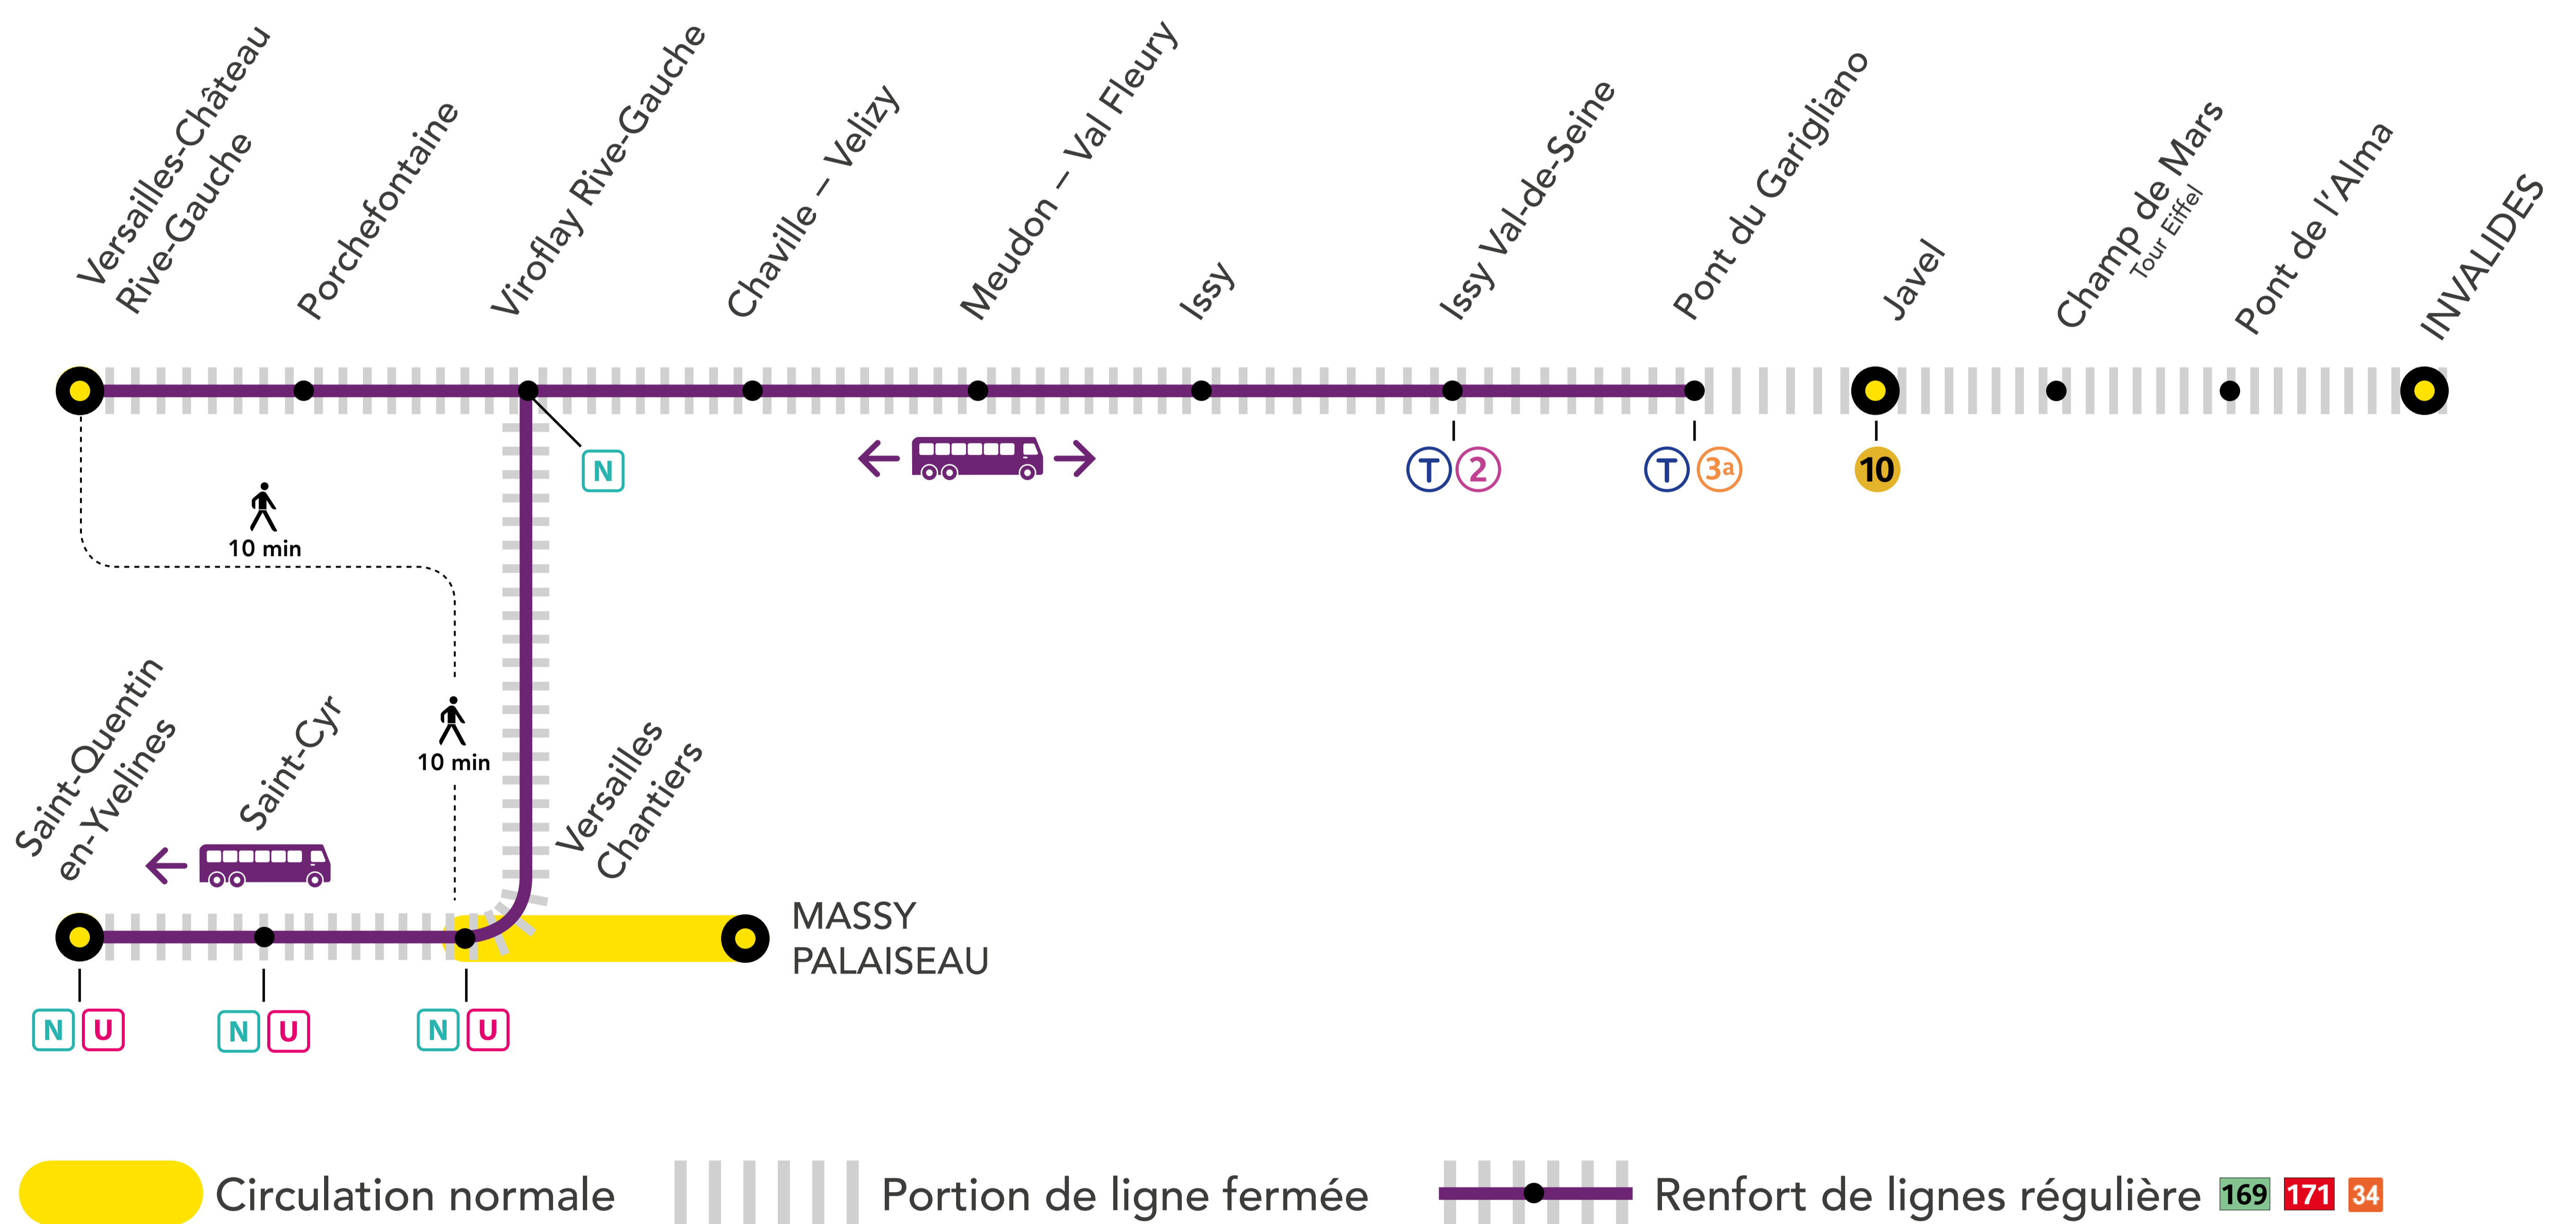 Versailles-Château
Rive-Gauche
Porchefontaine
Viroflay Rive-Gauche
Chaville – Velizy
Meudon – Val Fleury
Issy
Issy Val-de-Seine
Pont du Garigliano
Javel
Champ de Mars
Tour Eiffel
Pont de l'Alma
INVALIDES
N
T 2
T 3a
10
10 min
10 min
Saint-Quentin
en-Yvelines
Saint-Cyr
Versailles
Chantiers
MASSY
PALAISEAU
N U
N U
N U
Circulation normale
Portion de ligne fermée
Renfort de lignes régulière 169 171 34